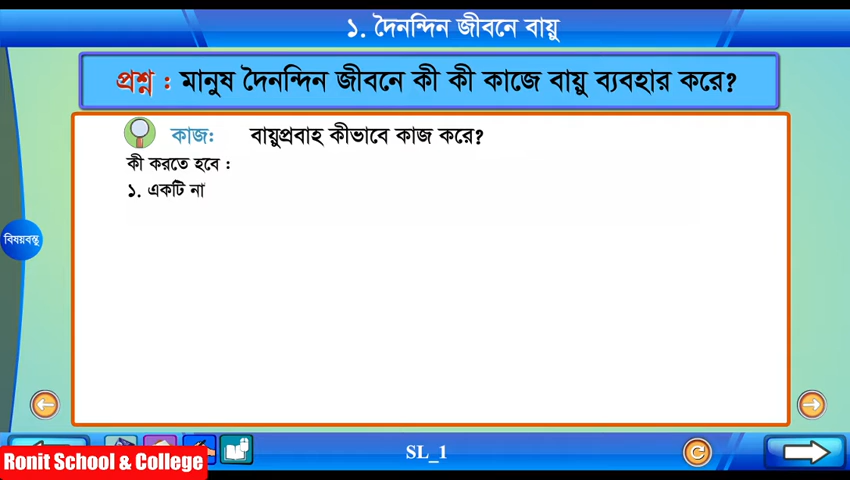 ১. দৈনন্দিন জীবনে বায়ু
প্রশ্ন : মানুষ দৈনন্দিন জীবনে কী কী কাজে বায়ু ব্যবহার করে?
কাজ: বায়ুপ্রবাহ কীভাবে কাজ করে?
কী করতে হবে :
১. একটি না
বিষয়বস্তু
SL_1
Ronit School & College